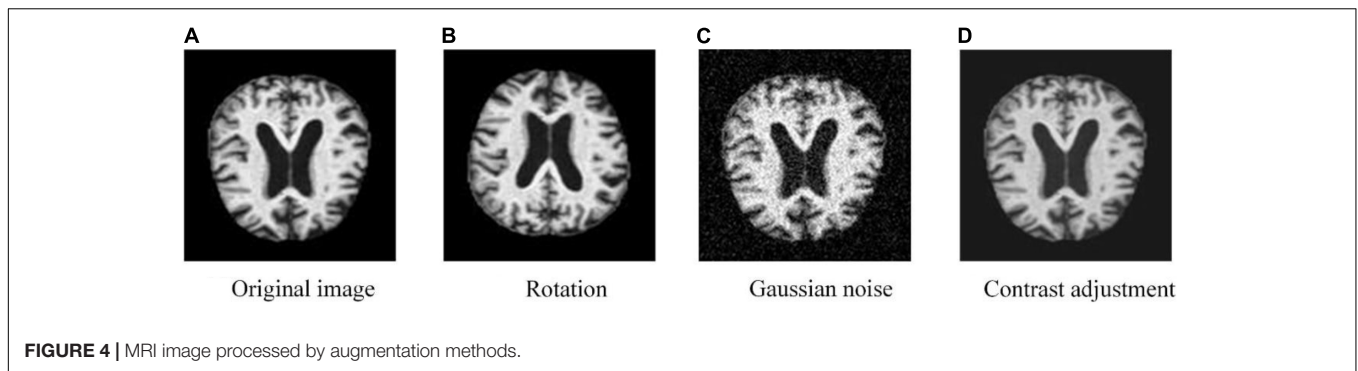 A B C D
Original image Rotation Gaussian noise Contrast adjustment
FIGURE 4 | MRI image processed by augmentation methods.